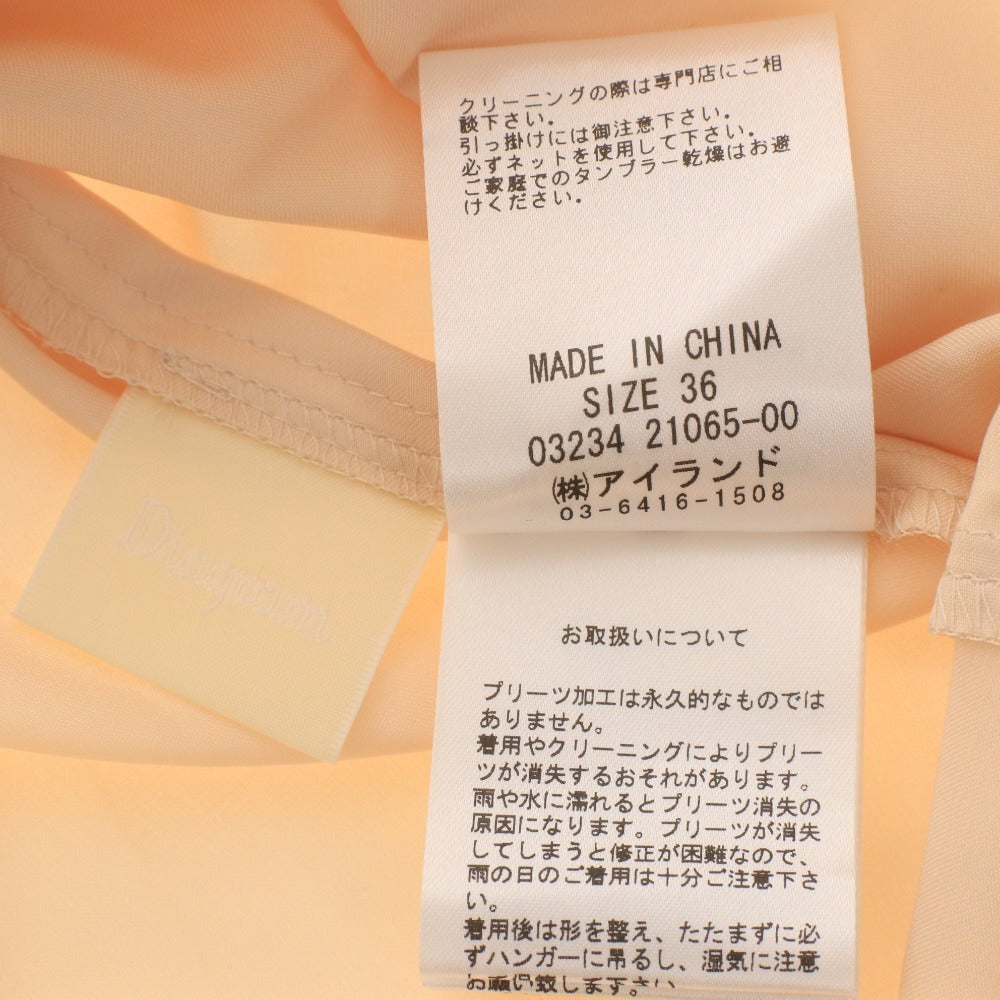 クリーニングの際は専門店にご相
談下さい。
引っ掛けには御注意下さい。
必ずネットを使用して下さい。
ご家庭でのタンブラー乾燥はお避
けください。
MADE IN CHINA
SIZE 36
03234 21065-00
(株)アイランド
03-6416-1508
Diagram
お取扱いについて
プリーツ加工は永久的なものでは
ありません。
着用やクリーニングによりプリー
ツが消失するおそれがあります。
雨や水に濡れるとプリーツ消失の
原因になります。プリーツが消失
してしまうと修正が困難なので、
雨の日のご着用は十分ご注意下さ
い。
着用後は形を整え、たたまずに必
ずハンガーに吊るし、湿気に注意
お願い致します。